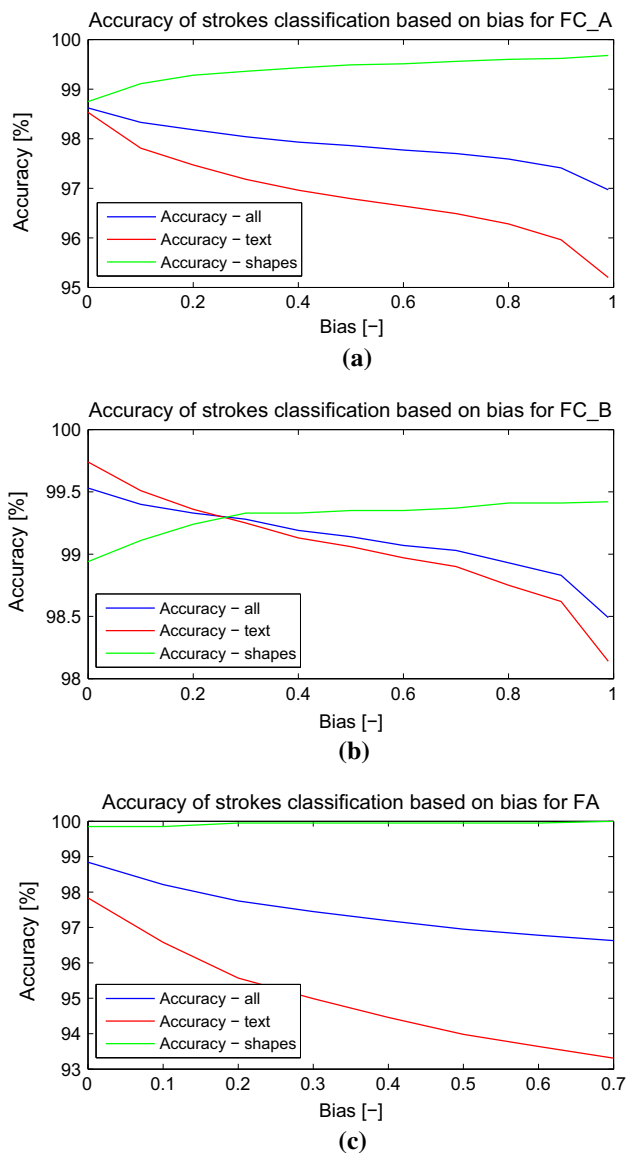 Accuracy of strokes classification based on bias for FC_A
100
99
98
97
96
95
Accuracy [%]
Accuracy – all
Accuracy – text
Accuracy – shapes
0 0.2 0.4 0.6 0.8 1
Bias [−]
(a)
Accuracy of strokes classification based on bias for FC_B
100
99.5
99
98.5
98
Accuracy [%]
Accuracy – all
Accuracy – text
Accuracy – shapes
0 0.2 0.4 0.6 0.8 1
Bias [−]
(b)
Accuracy of strokes classification based on bias for FA
100
99
98
97
96
95
94
93
Accuracy [%]
Accuracy – all
Accuracy – text
Accuracy – shapes
0 0.1 0.2 0.3 0.4 0.5 0.6 0.7
Bias [−]
(c)